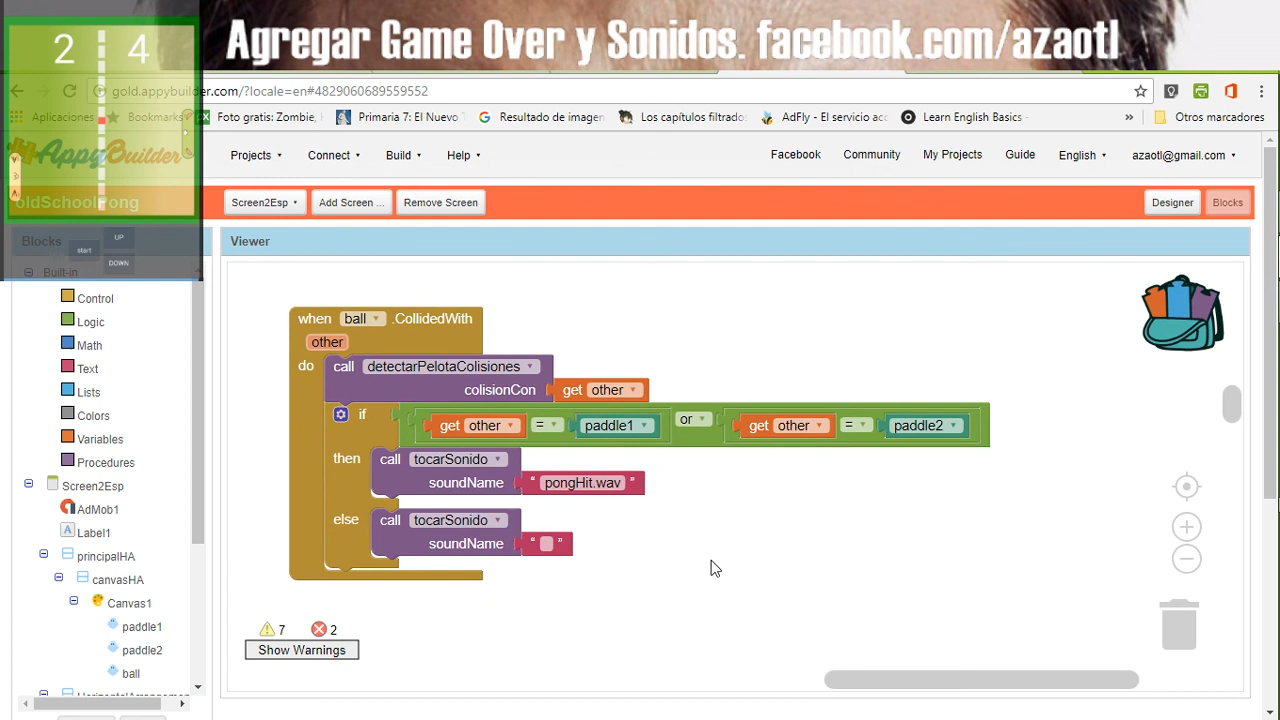 Agregar Game Over y Sonidos. facebook.com/azaotl
2 4
gold.appybuilder.com/?locale=en#4829060689559552
Aplicaciones Bookmarks Foto gratis: Zombie, Primaria 7: El Nuevo Resultado de imagen Los capítulos filtrados AdFly - El servicio acc Learn English Basics - » Otros marcadores
AppyBuilder
Projects Connect Build Help Facebook Community My Projects Guide English azaotl@gmail.com
oldSchoolPong
Screen2Esp Add Screen ... Remove Screen Designer Blocks
start UP DOWN
Blocks
Built-in
Control
Logic
Math
Text
Lists
Colors
Variables
Procedures
Screen2Esp
AdMob1
Label1
principalHA
canvasHA
Canvas1
paddle1
paddle2
ball
Viewer
when ball .CollidedWith
other
do call detectarPelotaColisiones
colisionCon get other
if get other = paddle1 or get other = paddle2
then call tocarSonido
soundName “ pongHit.wav ”
else call tocarSonido
soundName “ ”
7 2
Show Warnings